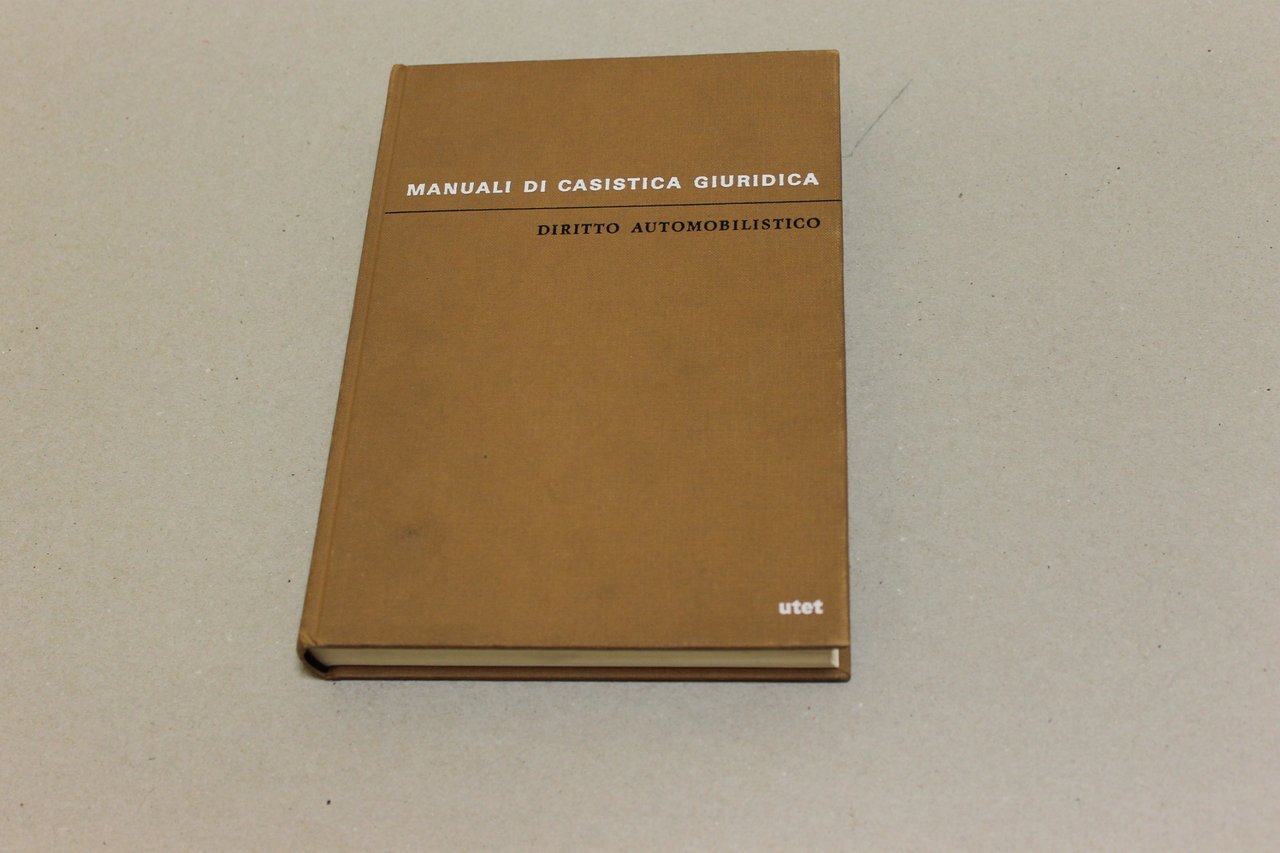 MANUALI DI CASISTICA GIURIDICA
DIRITTO AUTOMOBILISTICO
utet